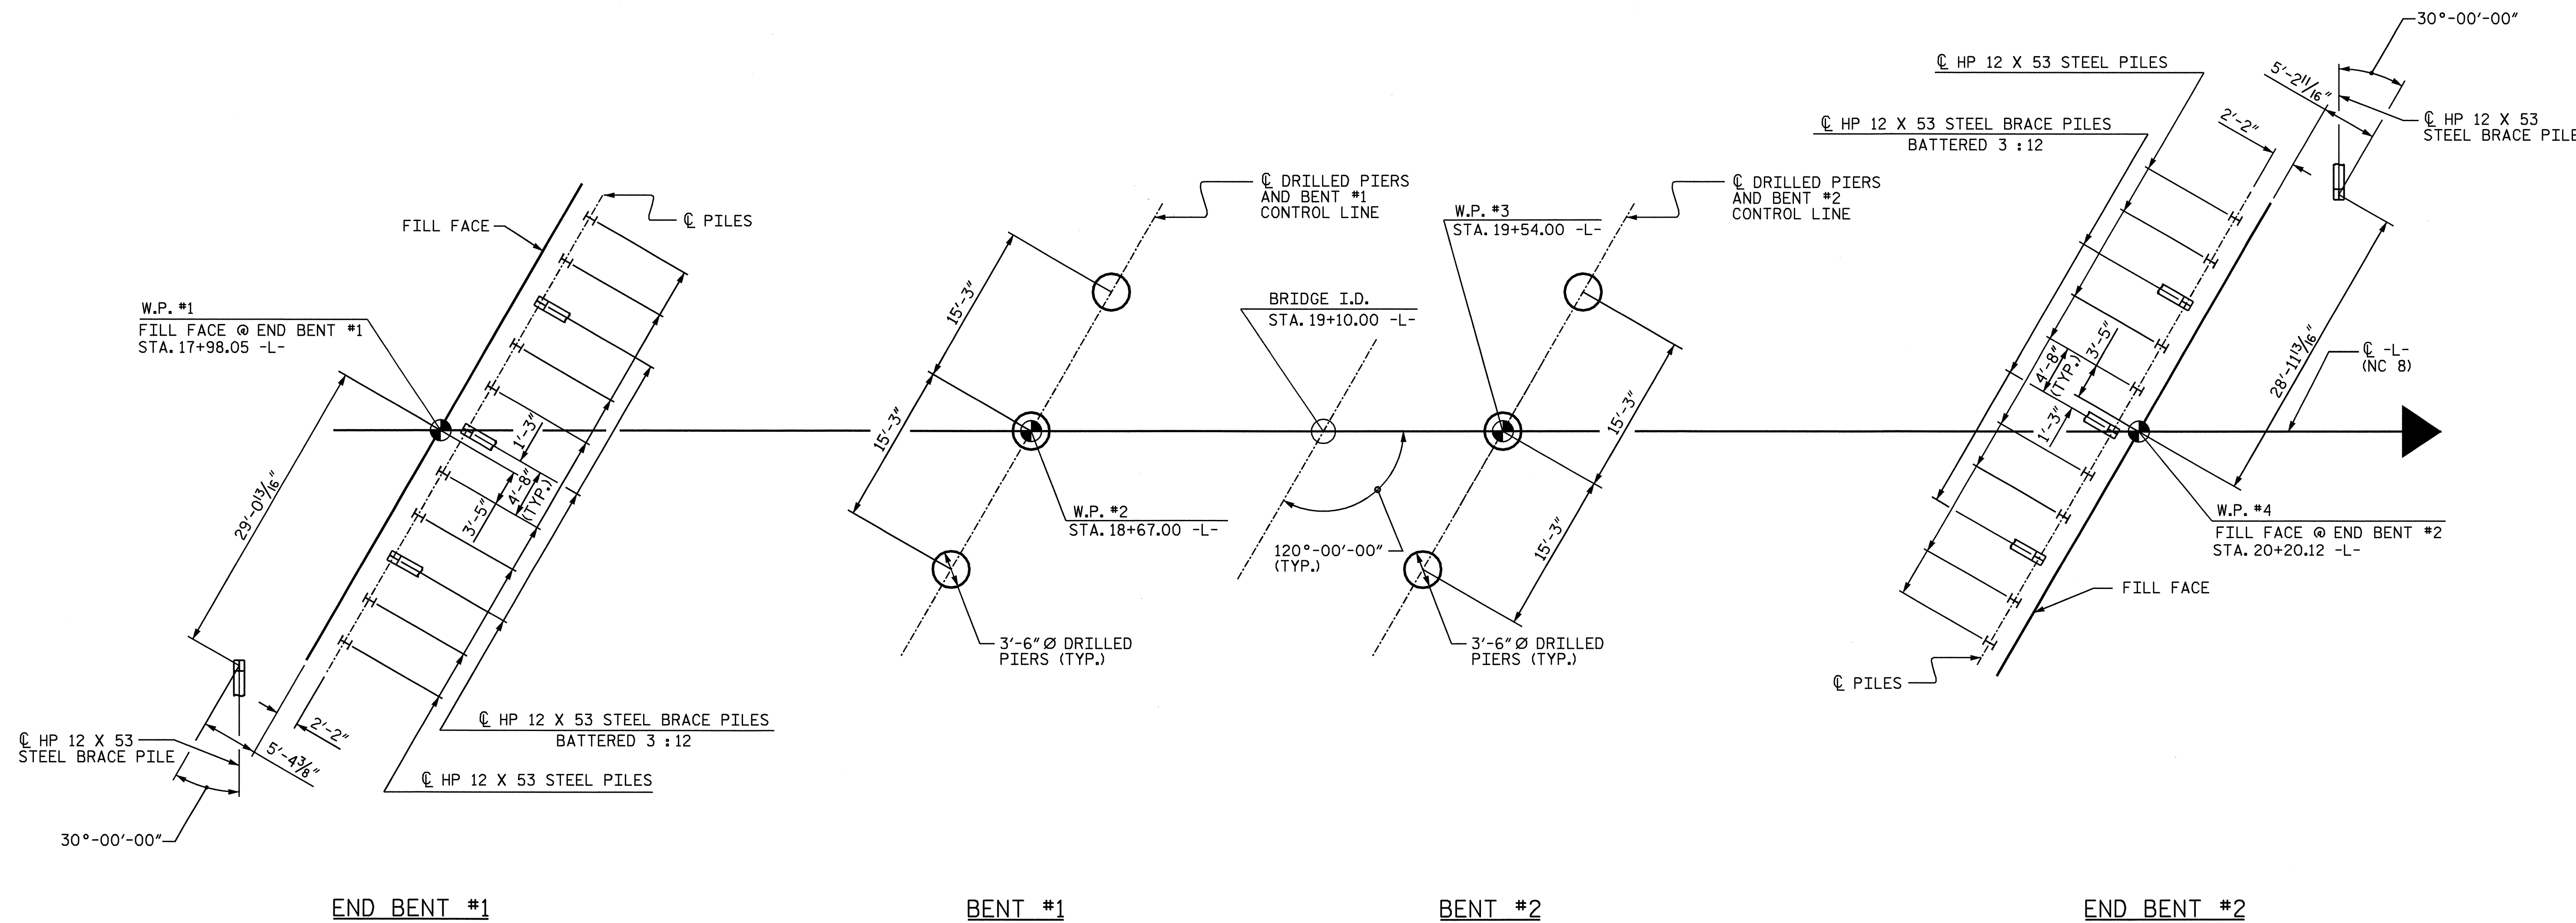 30°-00'-00"
℄ HP 12 X 53 STEEL PILES
5'-2 11/16"
℄ HP 12 X 53
STEEL BRACE PILE
℄ HP 12 X 53 STEEL BRACE PILES
BATTERED 3 : 12
2'-2"
FILL FACE
℄ PILES
℄ DRILLED PIERS
AND BENT #1
CONTROL LINE
W.P. #3
STA. 19+54.00 -L-
℄ DRILLED PIERS
AND BENT #2
CONTROL LINE
W.P. #1
FILL FACE @ END BENT #1
STA. 17+98.05 -L-
15'-3"
15'-3"
BRIDGE I.D.
STA. 19+10.00 -L-
15'-3"
15'-3"
3'-5"
4'-8"
(TYP.)
1'-3"
28'-11 13/16"
℄ -L-
(NC 8)
29'-0 13/16"
1'-3"
4'-8"
(TYP.)
3'-5"
W.P. #2
STA. 18+67.00 -L-
120°-00'-00"
(TYP.)
W.P. #4
FILL FACE @ END BENT #2
STA. 20+20.12 -L-
FILL FACE
3'-6" Ø DRILLED
PIERS (TYP.)
3'-6" Ø DRILLED
PIERS (TYP.)
℄ PILES
℄ HP 12 X 53
STEEL BRACE PILE
2'-2"
5'-4 3/8"
℄ HP 12 X 53 STEEL BRACE PILES
BATTERED 3 : 12
℄ HP 12 X 53 STEEL PILES
30°-00'-00"
END BENT #1
BENT #1
BENT #2
END BENT #2